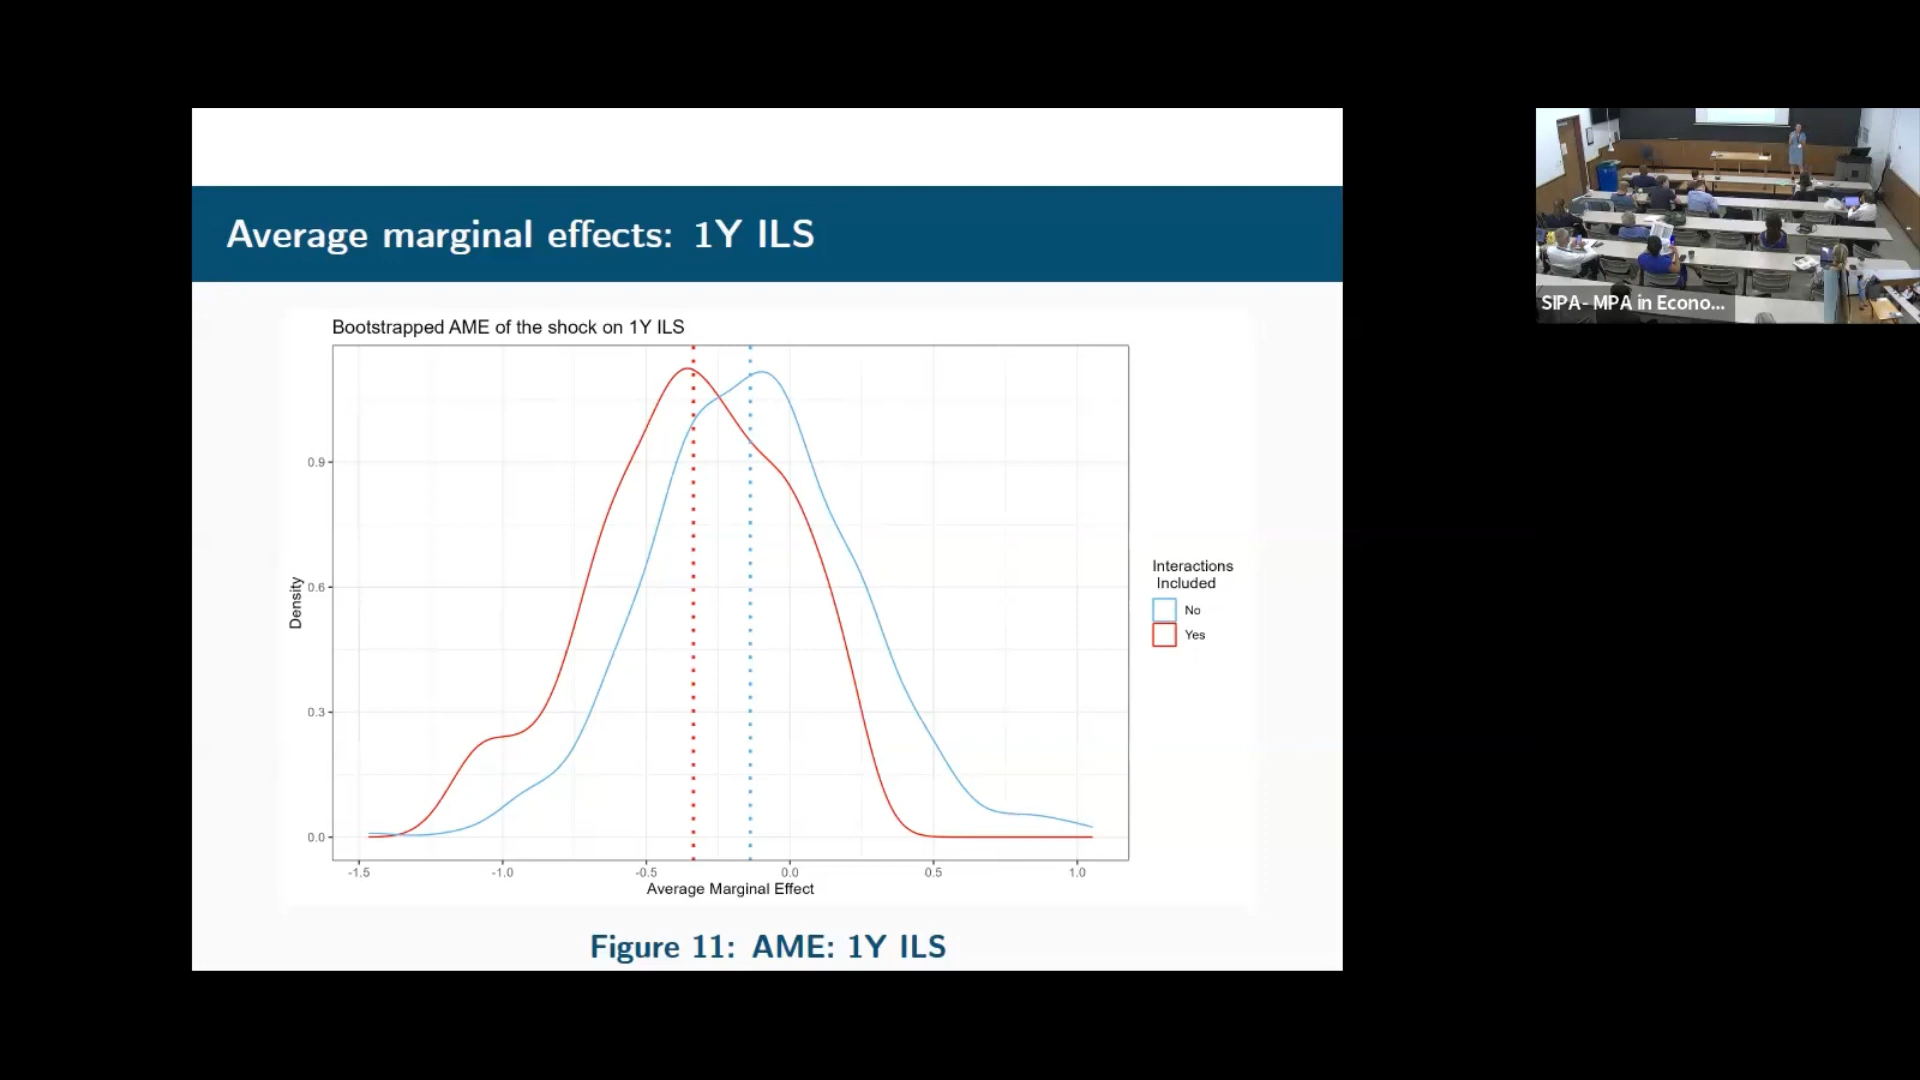 Average marginal effects: 1Y ILS
Bootstrapped AME of the shock on 1Y ILS
Density
0.9
0.6
0.3
0.0
-1.5
-1.0
-0.5
0.0
0.5
1.0
Average Marginal Effect
Interactions
Included
No
Yes
Figure 11: AME: 1Y ILS
SIPA- MPA in Econo...